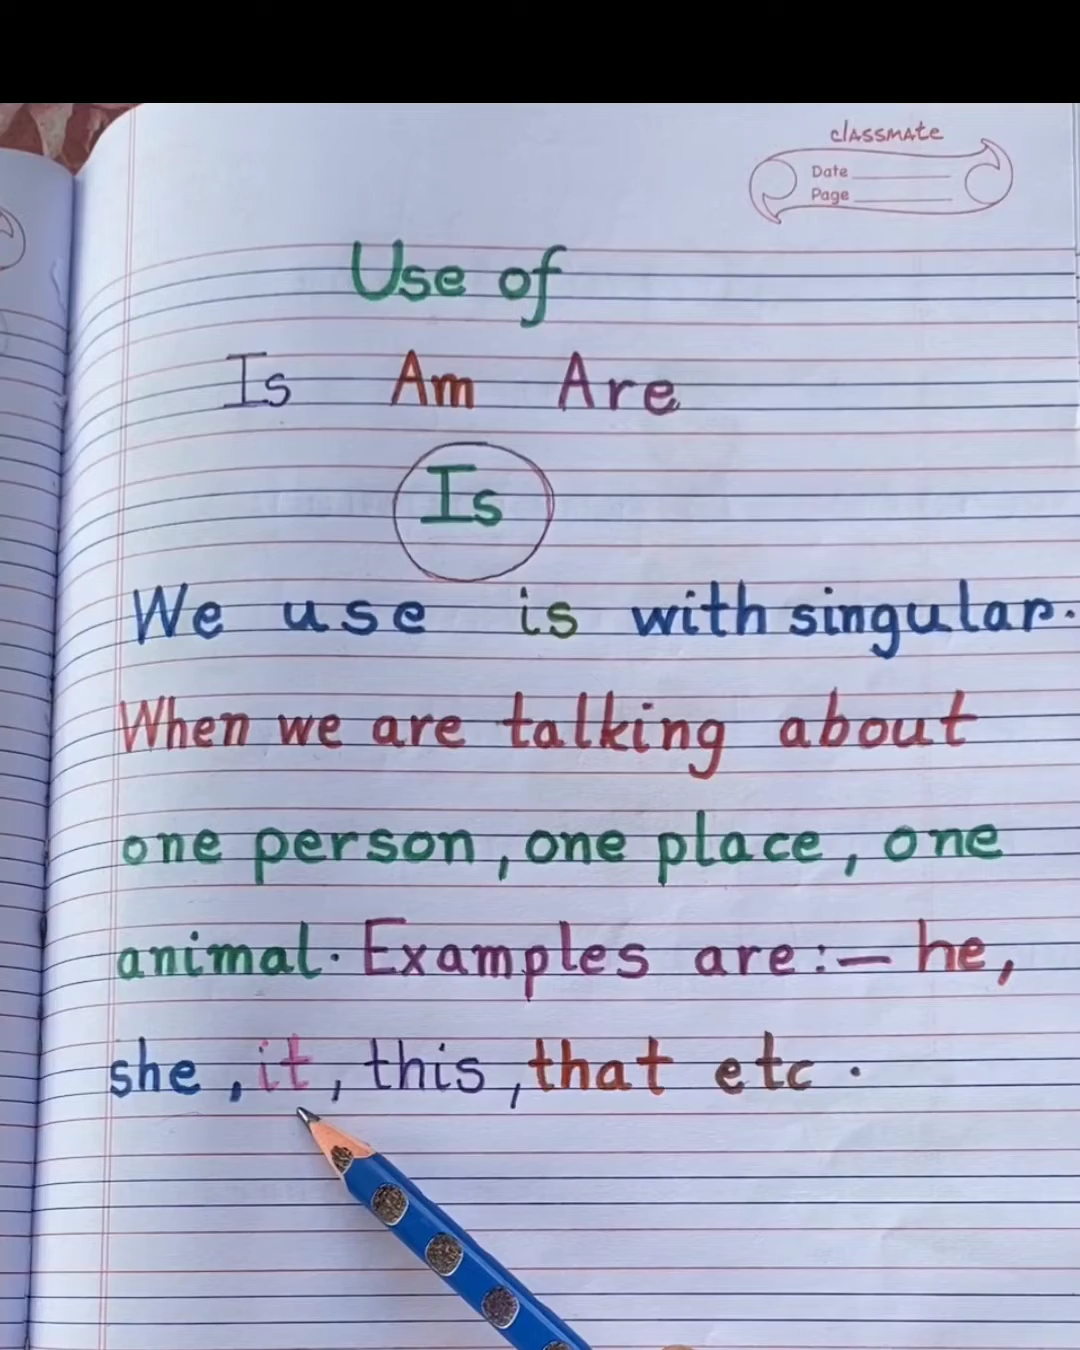 classmate
Date
Page
Use of
Is Am Are
Is
We use is with singular.
When we are talking about
one person, one place, one
animal. Examples are:— he,
she, it, this, that etc.